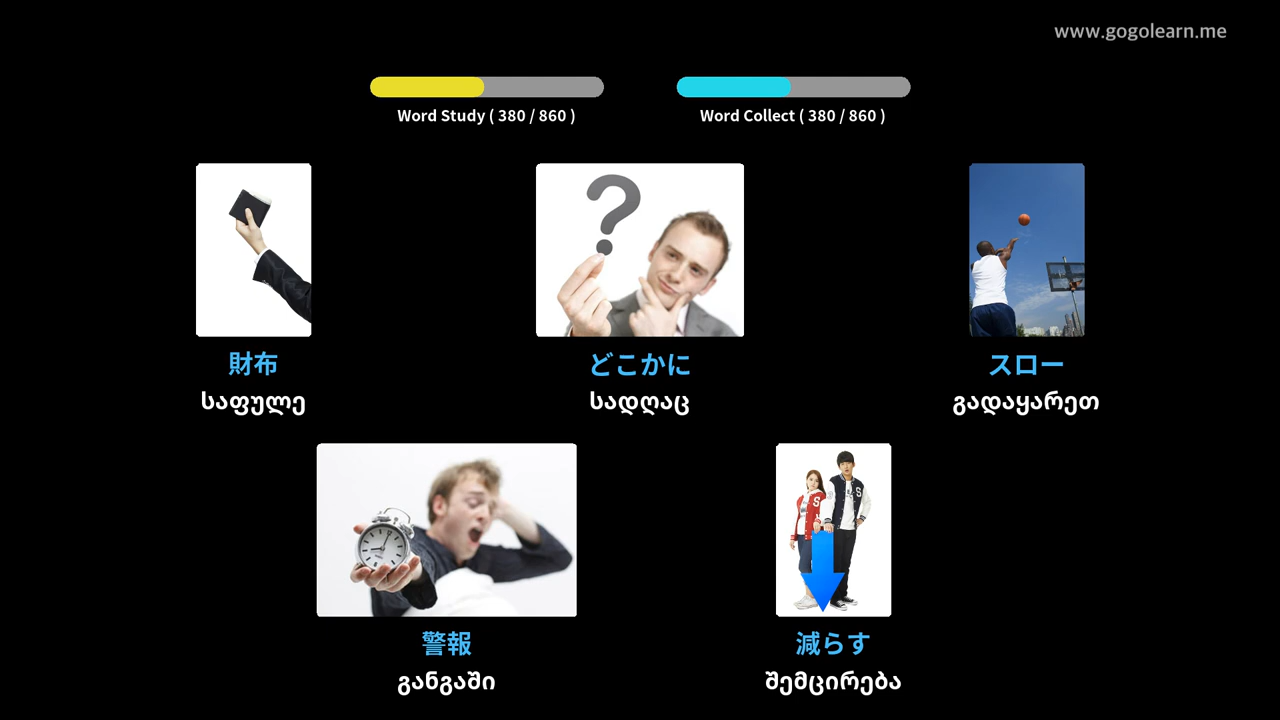 www.gogolearn.me
Word Study ( 380 / 860 )
Word Collect ( 380 / 860 )
財布
საფულე
どこかに
სადღაც
スロー
გადაყარეთ
警報
განგაში
減らす
შემცირება